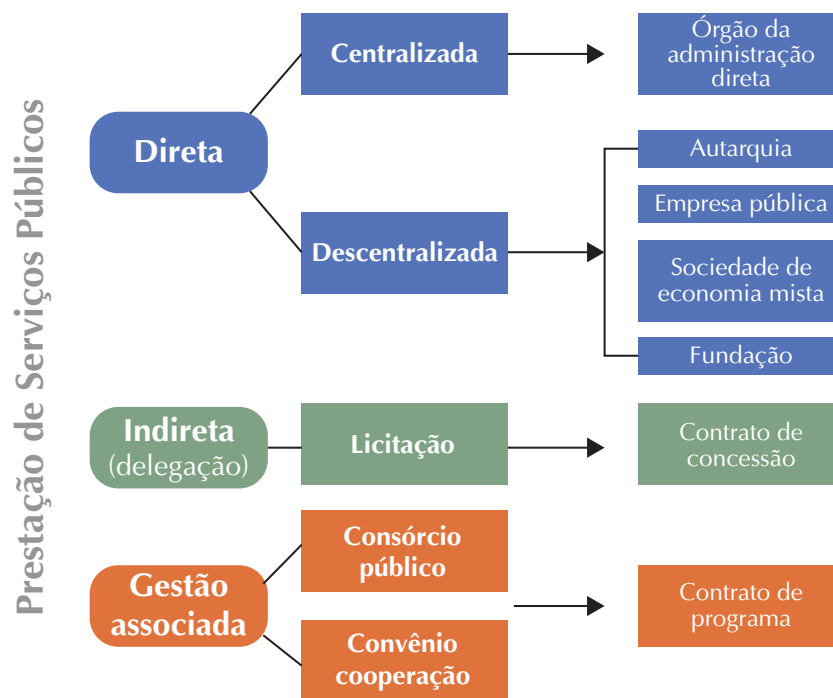 Prestação de Serviços Públicos
Direta
Centralizada
Órgão da
administração
direta
Descentralizada
Autarquia
Empresa pública
Sociedade de
economia mista
Fundação
Indireta
(delegação)
Licitação
Contrato de
concessão
Gestão
associada
Consórcio
público
Convênio
cooperação
Contrato de
programa